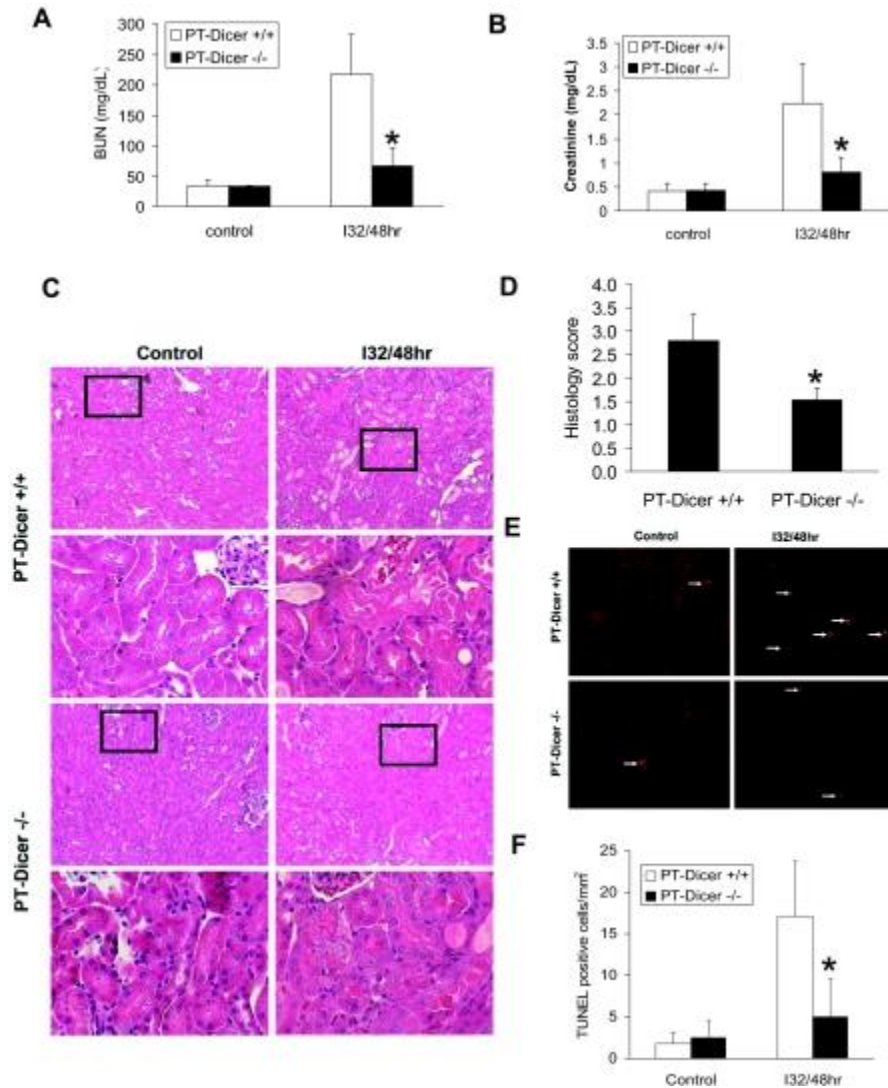 A
PT-Dicer +/+
PT-Dicer -/-
BUN (mg/dL)
300
250
200
150
100
50
0
*
control
I32/48hr
B
PT-Dicer +/+
PT-Dicer -/-
Creatinine (mg/dL)
3.5
3
2.5
2
1.5
1
0.5
0
*
control
I32/48hr
C
Control
I32/48hr
PT-Dicer +/+
PT-Dicer -/-
D
Histology score
4.0
3.5
3.0
2.5
2.0
1.5
1.0
0.5
0.0
*
PT-Dicer +/+
PT-Dicer -/-
E
Control
I32/48hr
PT-Dicer +/+
PT-Dicer -/-
F
TUNEL positive cells/mm²
25
20
15
10
5
0
PT-Dicer +/+
PT-Dicer -/-
*
Control
I32/48hr